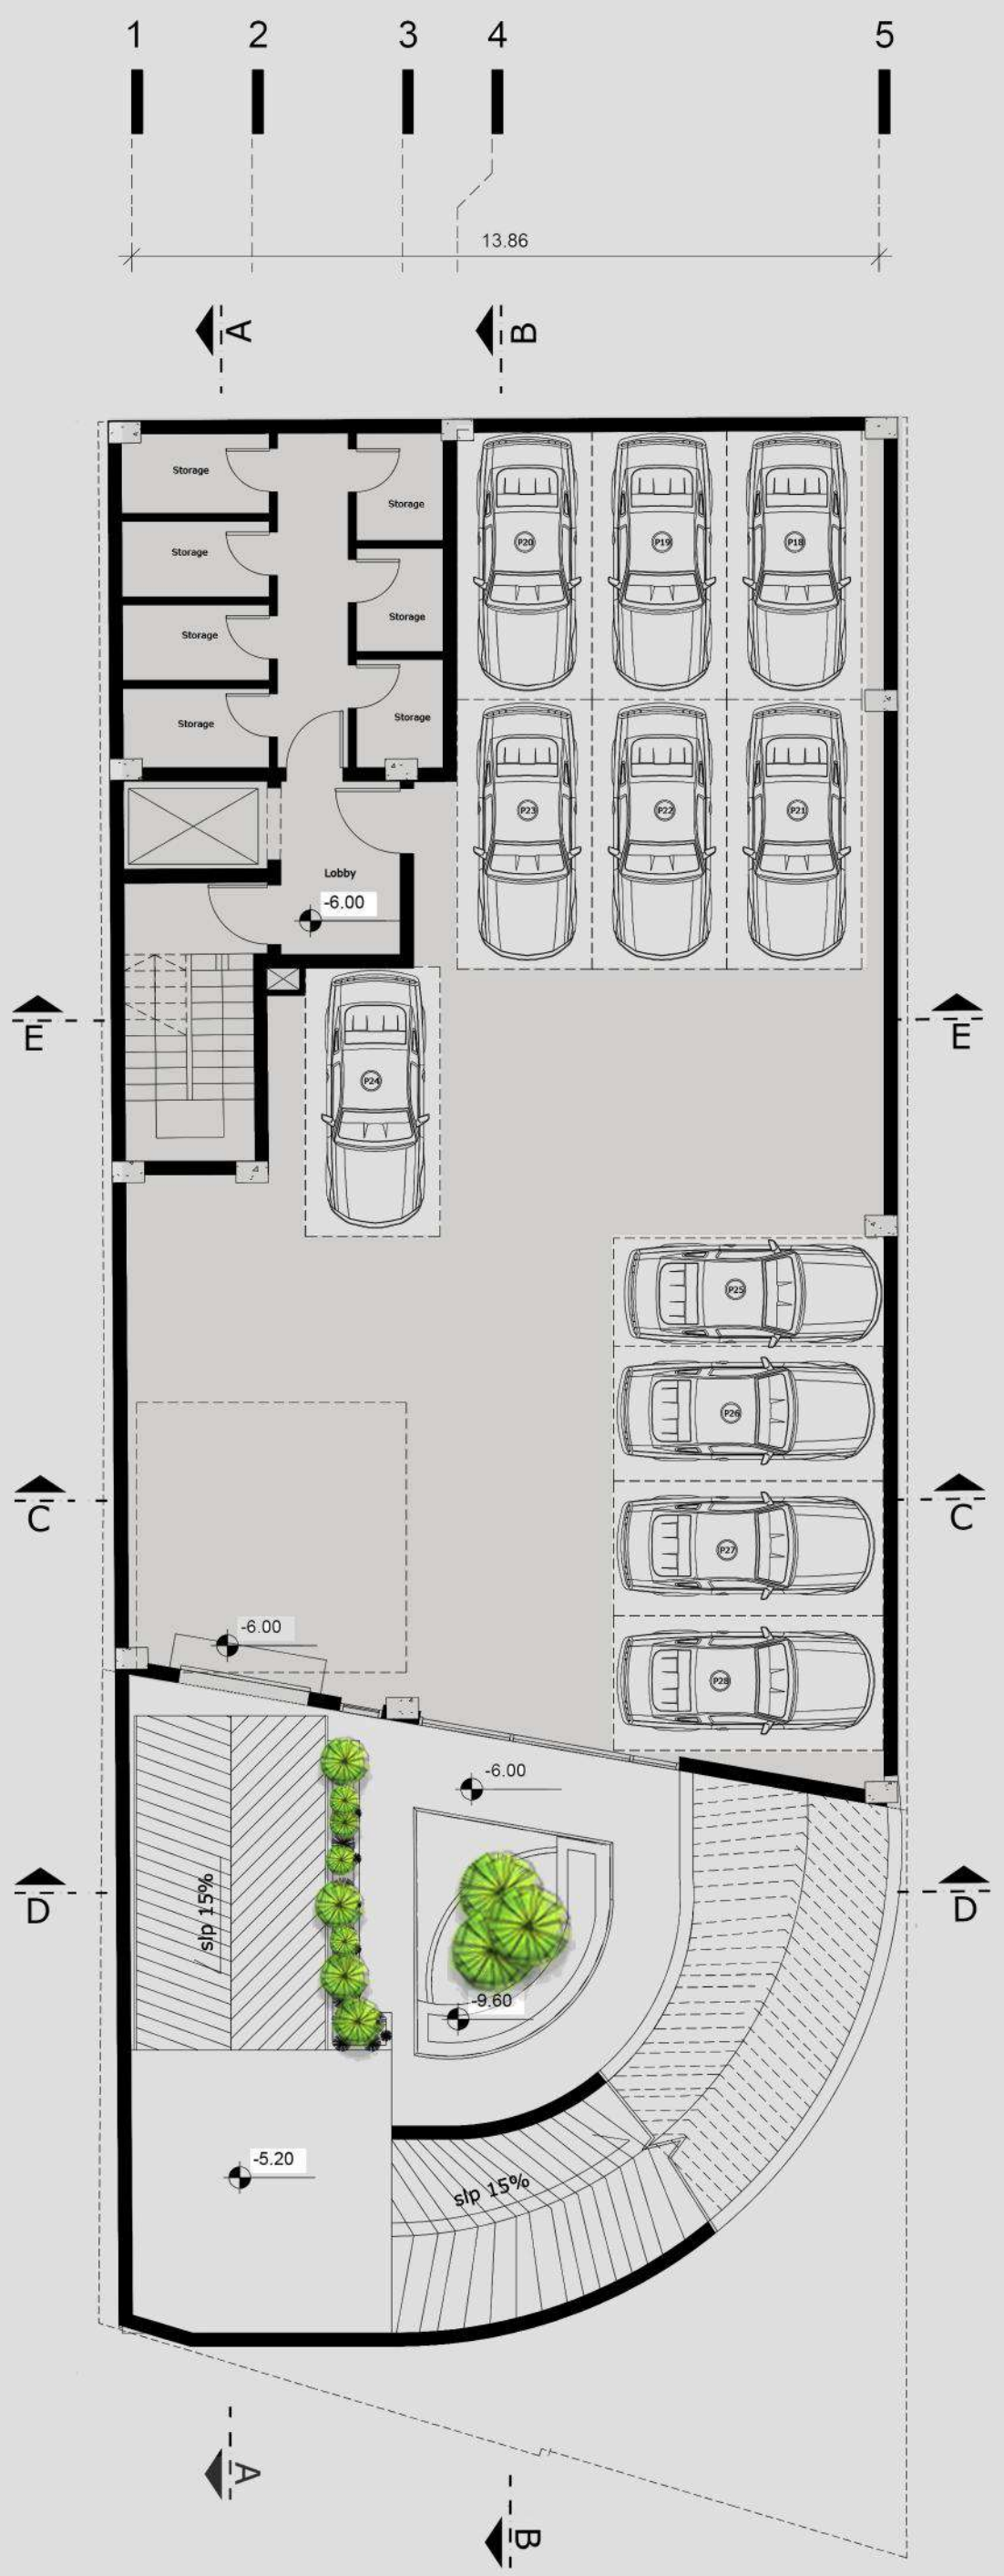 1 2 3 4 5
13.86
A B
Storage
Storage
Storage
Storage
Storage
Storage
Storage
P20 P19 P18
P23 P22 P21
Lobby
-6.00
E E
P24
P25
P26
C C
P27
-6.00
P28
-6.00
D D
slp 15%
-9.60
-5.20
slp 15%
A
B